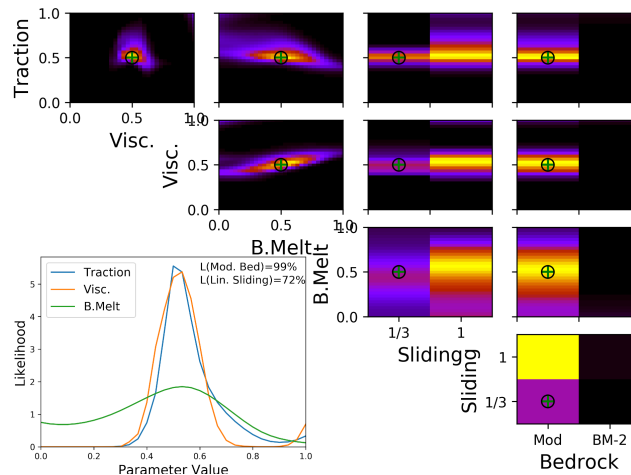 Traction
1.0
0.5
0.0
0.0
0.5
1.0
Visc.
Visc.
1.0
0.5
0.0
0.0
0.5
1.0
B.Melt
B.Melt
1.0
0.5
0.0
1/3
1
Sliding
Sliding
1
1/3
Mod
BM-2
Bedrock
Traction
Visc.
B.Melt
L(Mod. Bed)=99%
L(Lin. Sliding)=72%
Likelihood
5
4
3
2
1
0
0.0
0.2
0.4
0.6
0.8
1.0
Parameter Value